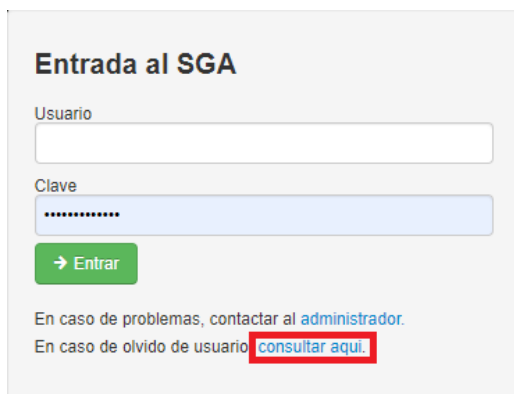 Entrada al SGA
Usuario
Clave
•••••••••••••
→ Entrar
En caso de problemas, contactar al administrador.
En caso de olvido de usuario consultar aqui.